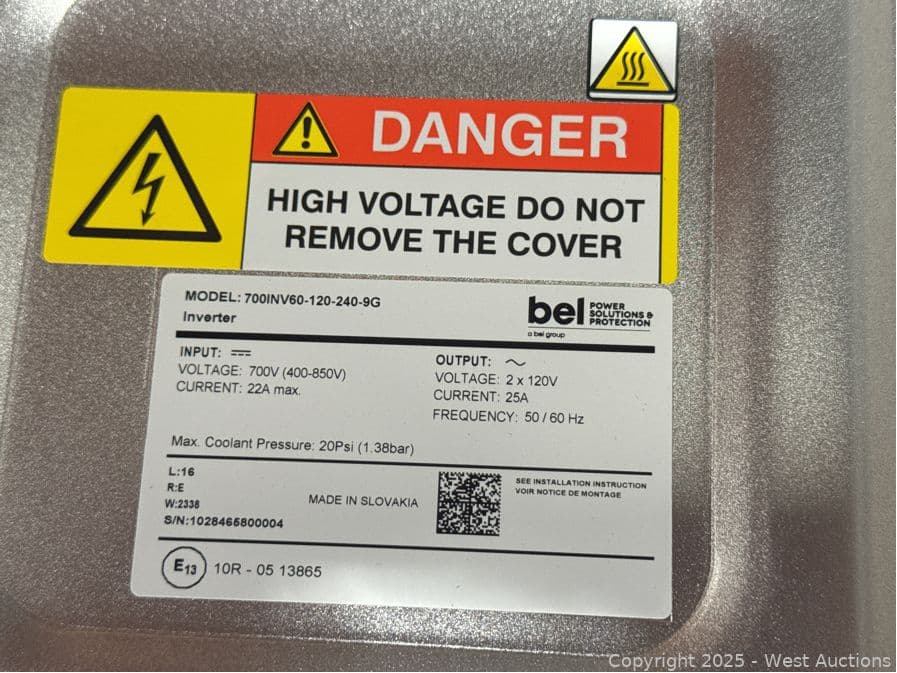 DANGER
HIGH VOLTAGE DO NOT
REMOVE THE COVER
MODEL: 700INV60-120-240-9G
Inverter
bel POWER
SOLUTIONS &
PROTECTION
a bel group
INPUT:
VOLTAGE: 700V (400-850V)
CURRENT: 22A max.
OUTPUT:
VOLTAGE: 2 x 120V
CURRENT: 25A
FREQUENCY: 50 / 60 Hz
Max. Coolant Pressure: 20Psi (1.38bar)
L:16
R:E
W:2338
S/N:1028465800004
MADE IN SLOVAKIA
SEE INSTALLATION INSTRUCTION
VOIR NOTICE DE MONTAGE
E13 10R - 05 13865
Copyright 2025 - West Auctions